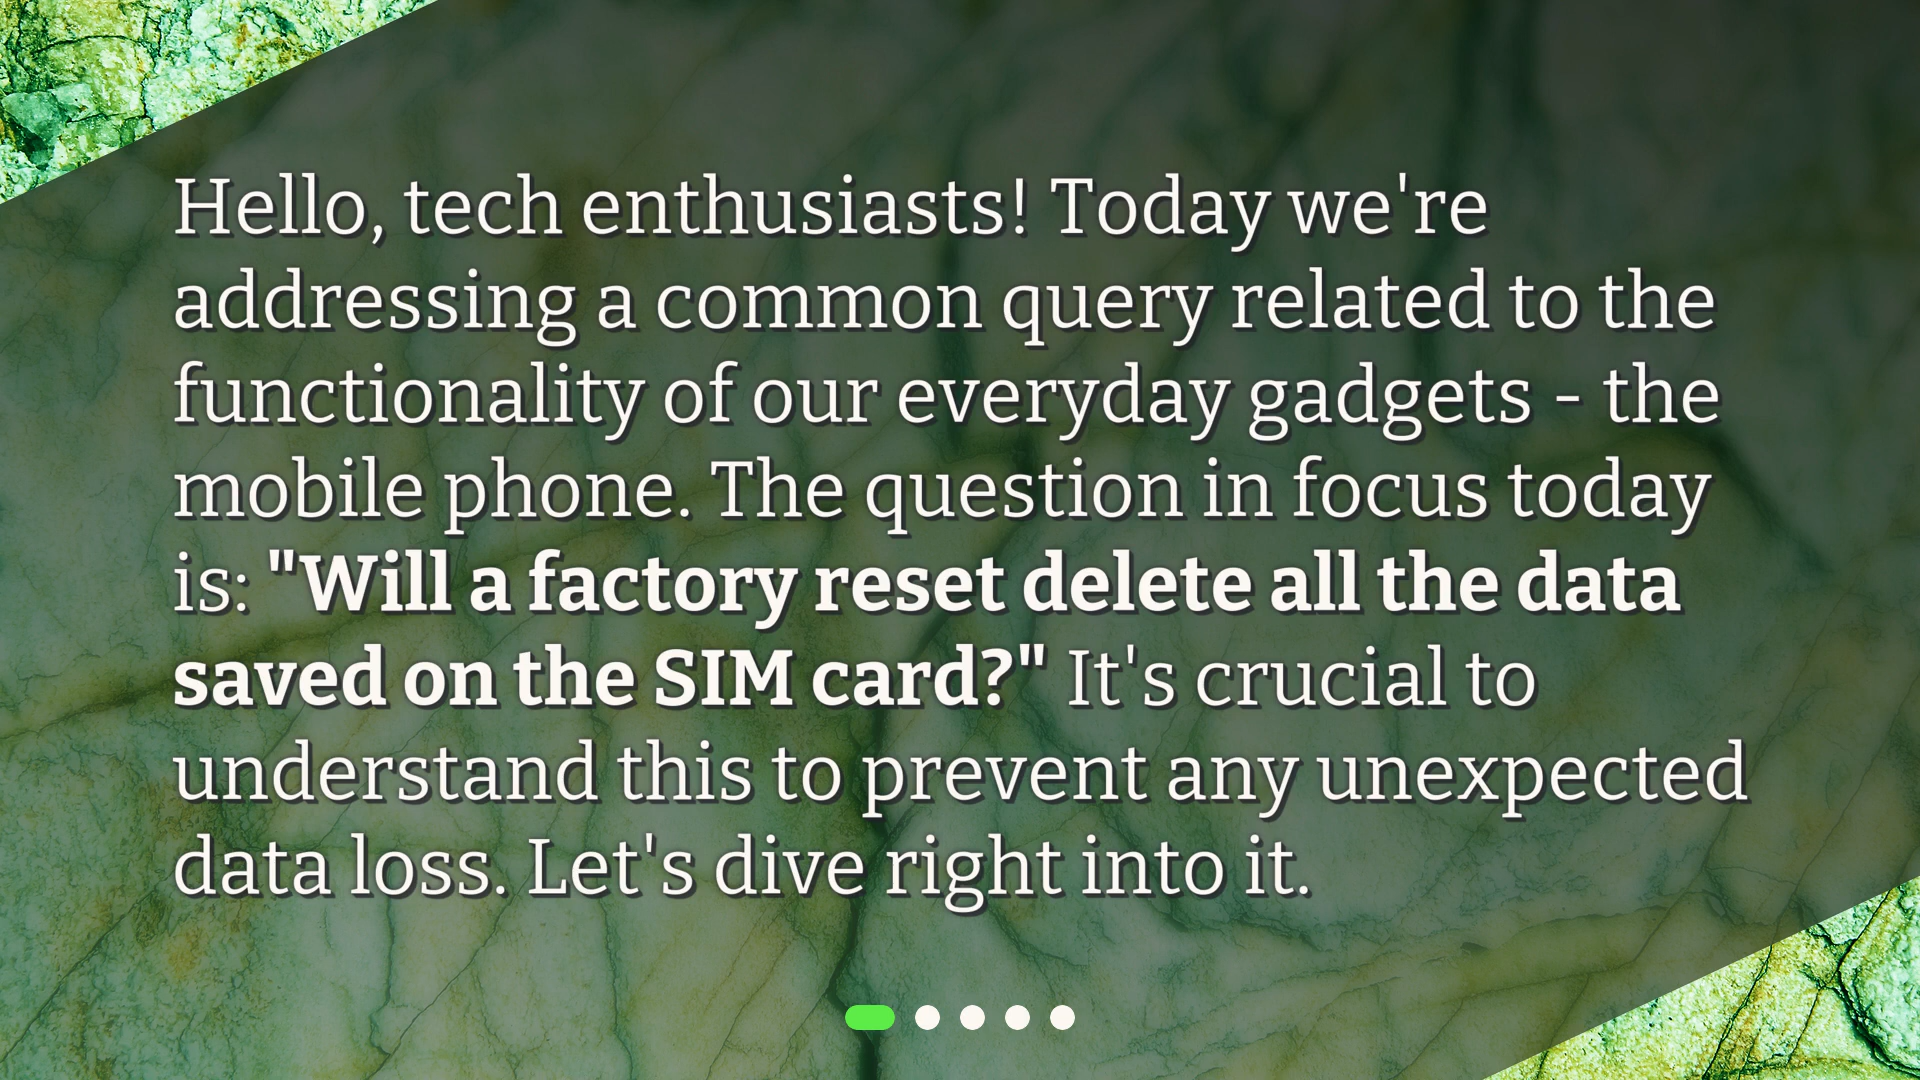 Hello, tech enthusiasts! Today we're
addressing a common query related to the
functionality of our everyday gadgets - the
mobile phone. The question in focus today
is: "Will a factory reset delete all the data
saved on the SIM card?" It's crucial to
understand this to prevent any unexpected
data loss. Let's dive right into it.